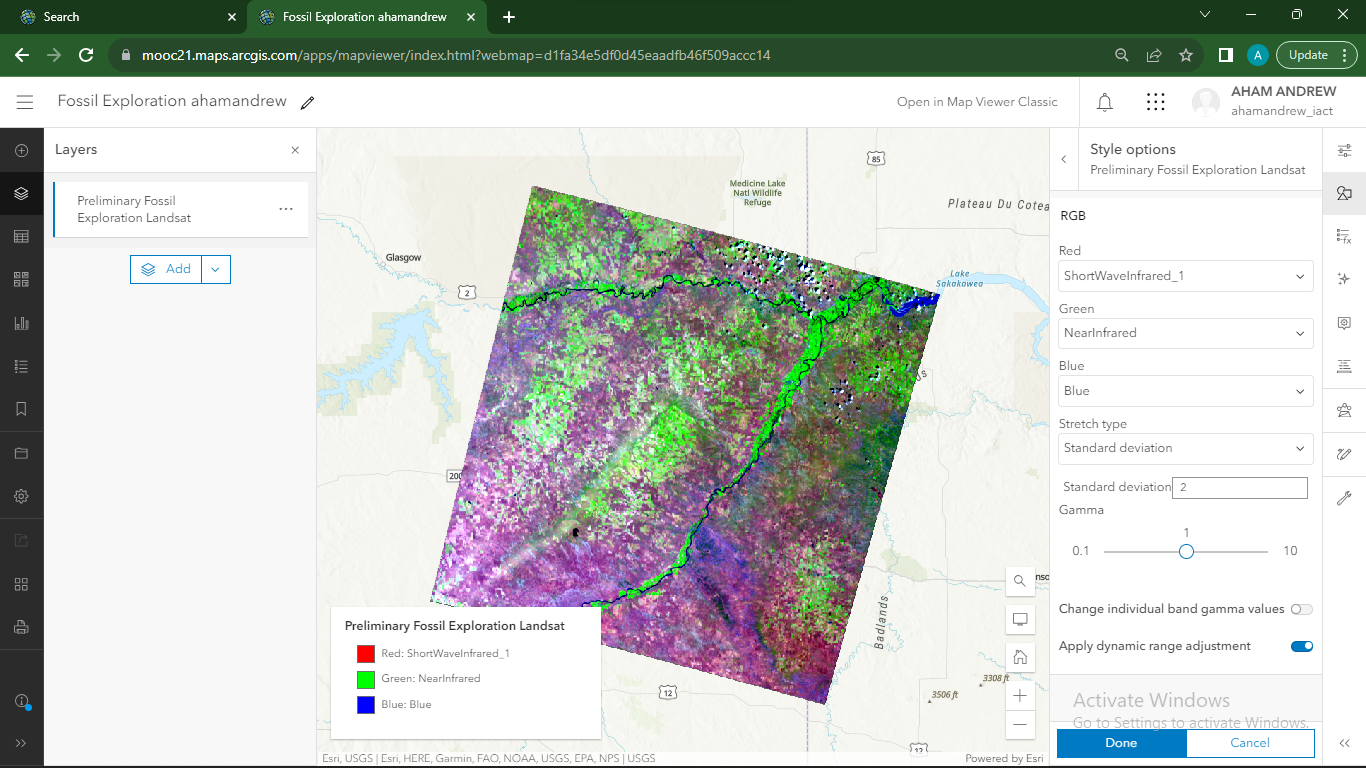 Search
Fossil Exploration ahamandrew
mooc21.maps.arcgis.com/apps/mapviewer/index.html?webmap=d1fa34e5df0d45eaadfb46f509accc14
A
Update
Fossil Exploration ahamandrew
Open in Map Viewer Classic
AHAM ANDREW
ahamandrew_iact
Layers
Preliminary Fossil
Exploration Landsat
Add
85
Medicine Lake
Natl Wildlife
Refuge
Plateau Du Cotea
Glasgow
Lake
Sakakawea
2
200
12
Badlands
3308 ft
3506 ft
12
Preliminary Fossil Exploration Landsat
Red: ShortWaveInfrared_1
Green: NearInfrared
Blue: Blue
Esri, USGS | Esri, HERE, Garmin, FAO, NOAA, USGS, EPA, NPS | USGS
Powered by Esri
Style options
Preliminary Fossil Exploration Landsat
RGB
Red
ShortWaveInfrared_1
Green
NearInfrared
Blue
Blue
Stretch type
Standard deviation
Standard deviation 2
Gamma
1
0.1
10
Change individual band gamma values
Apply dynamic range adjustment
Activate Windows
Go to Settings to activate Windows.
Done
Cancel